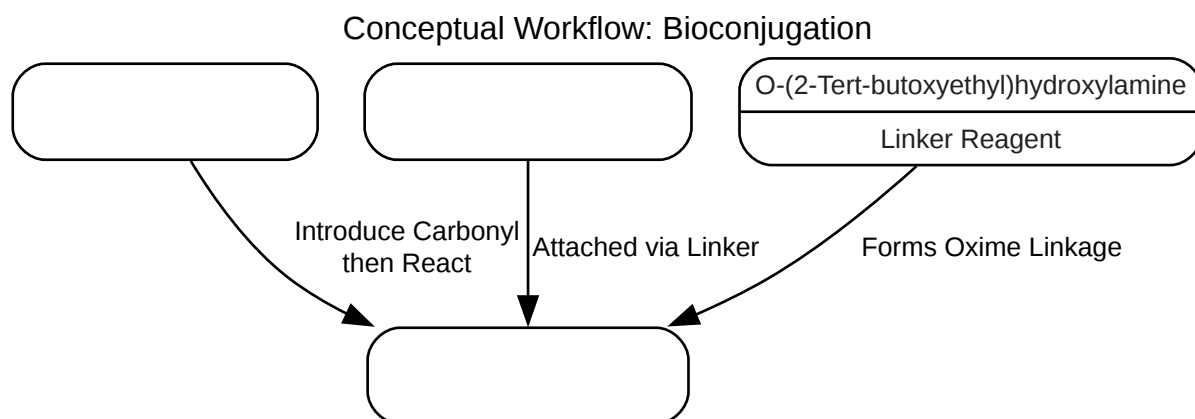 Conceptual Workflow: Bioconjugation
O-(2-Tert-butoxyethyl)hydroxylamine
Linker Reagent
Introduce Carbonyl
then React
Attached via Linker
Forms Oxime Linkage